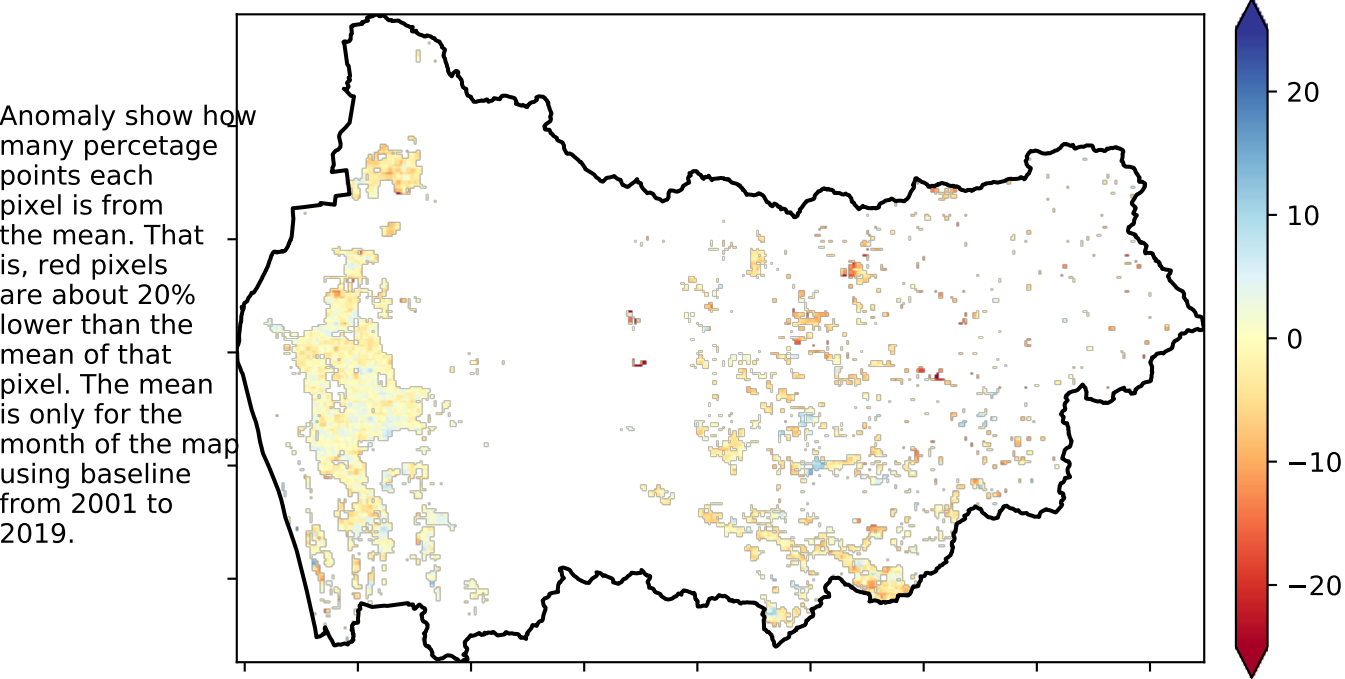 Anomaly show how
many percetage
points each
pixel is from
the mean. That
is, red pixels
are about 20%
lower than the
mean of that
pixel. The mean
is only for the
month of the map
using baseline
from 2001 to
2019.
20
10
0
−10
−20